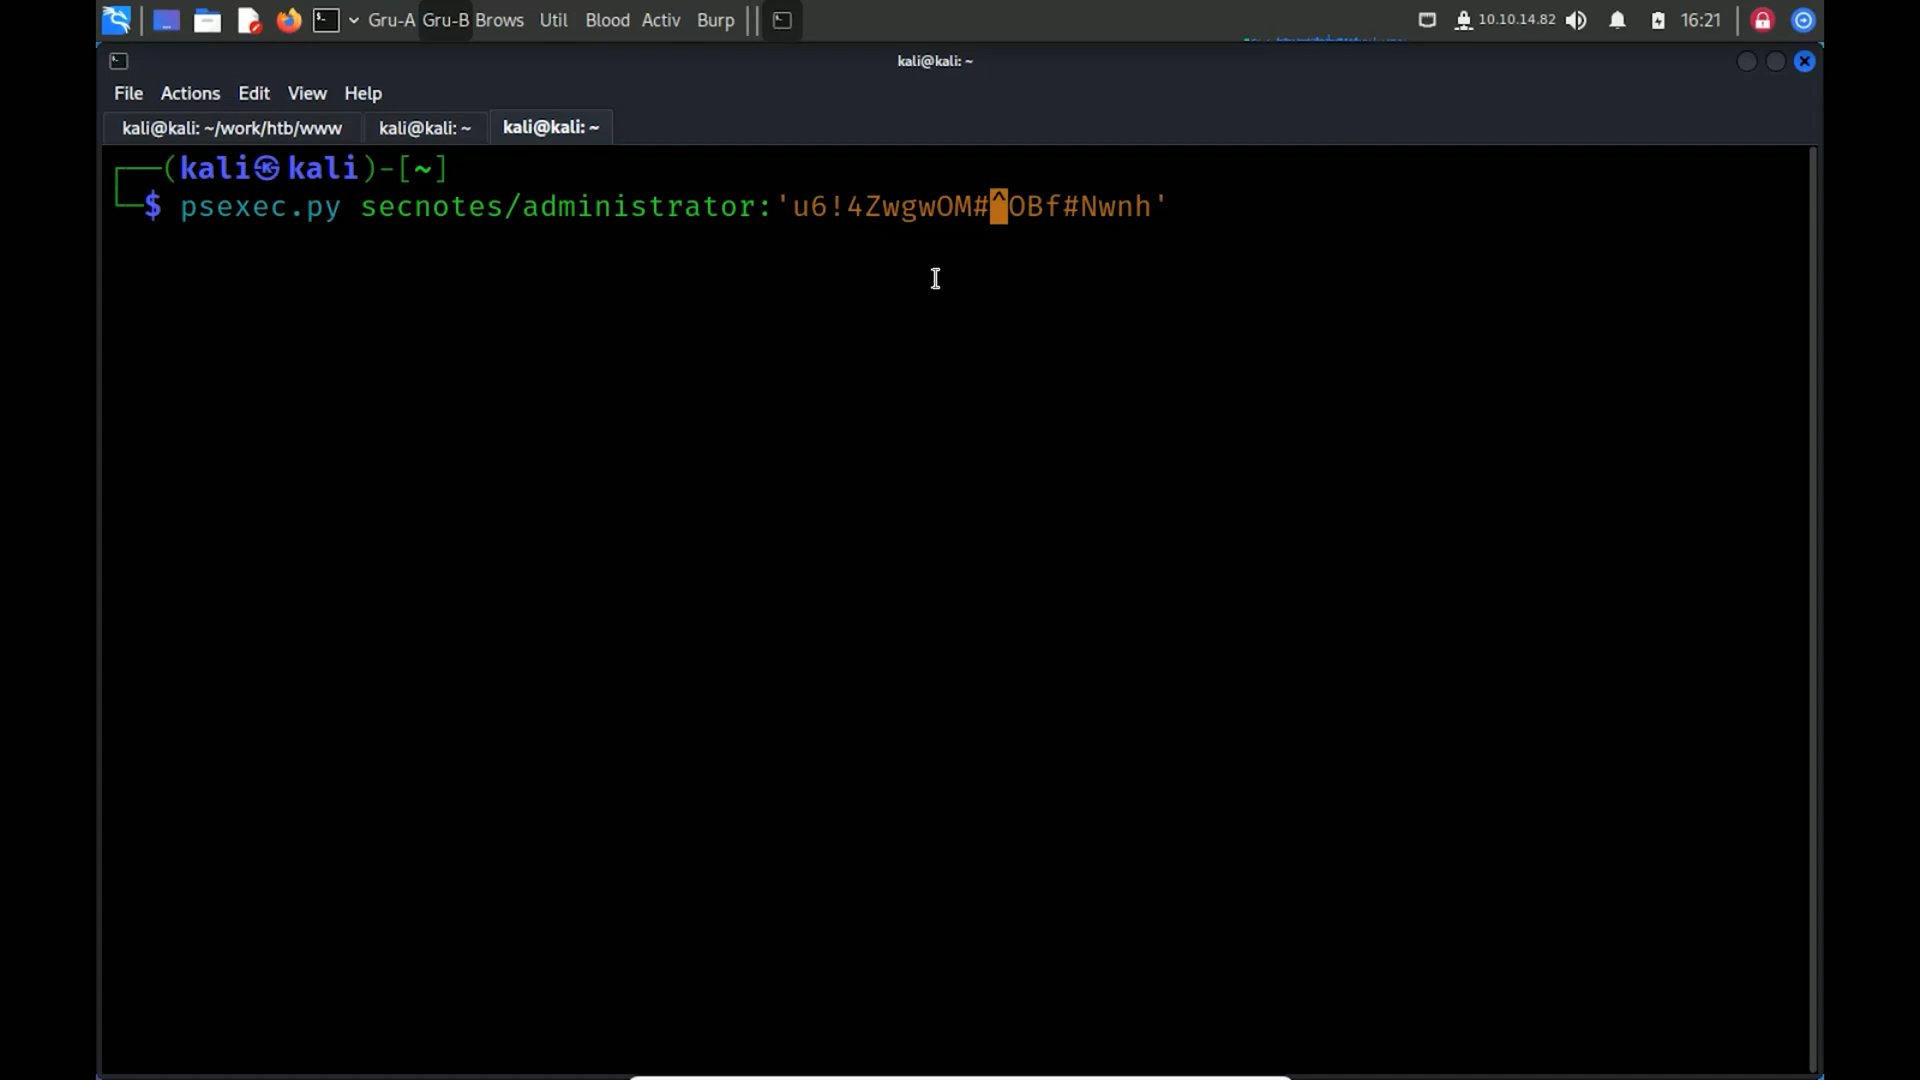 Gru-A Gru-B Brows Util Blood Activ Burp 10.10.14.82 16:21
kali@kali: ~
File Actions Edit View Help
kali@kali: ~/work/htb/www kali@kali: ~ kali@kali: ~
(kali㉿kali)-[~]
$ psexec.py secnotes/administrator:'u6!4ZwgwOM#^OBf#Nwnh'